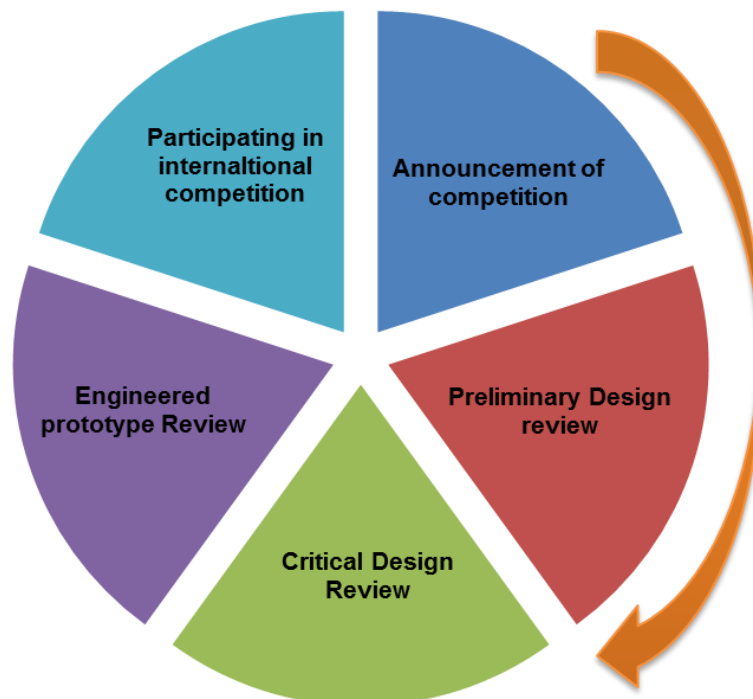 Participating in
internaltional
competition
Announcement of
competition
Preliminary Design
review
Critical Design
Review
Engineered
prototype Review